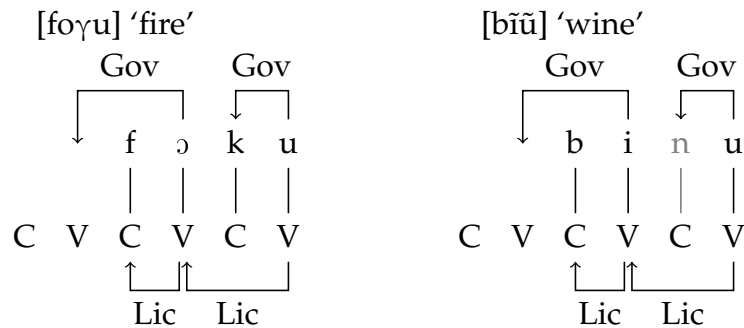 [foɣu] ‘fire’ [bĩũ] ‘wine’
Gov Gov Gov Gov
f ɔ k u b i n u
C V C V C V C V C V C V
Lic Lic Lic Lic